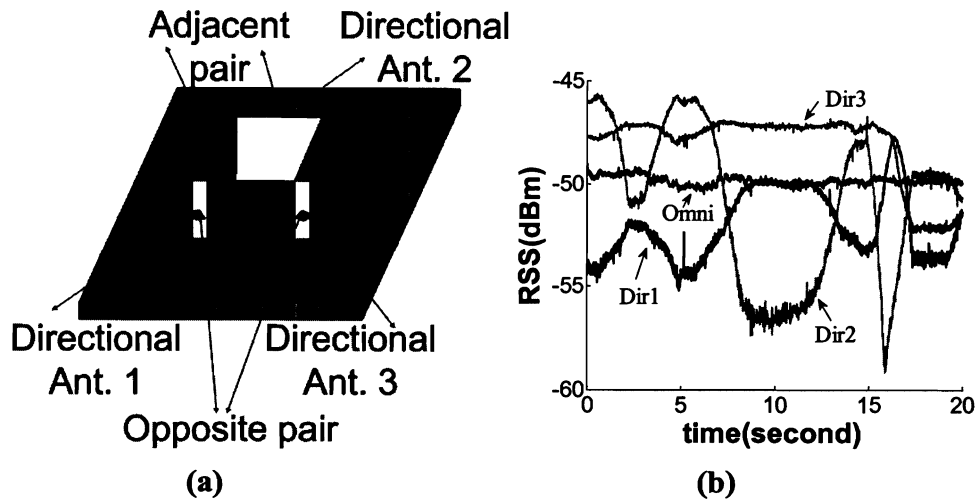 Adjacent
pair
Directional
Ant. 2
Directional
Ant. 1
Directional
Ant. 3
Opposite pair
(a)
RSS(dBm)
-45
-50
-55
-60
0
5
10
15
20
time(second)
Dir3
Omni
Dir1
Dir2
(b)